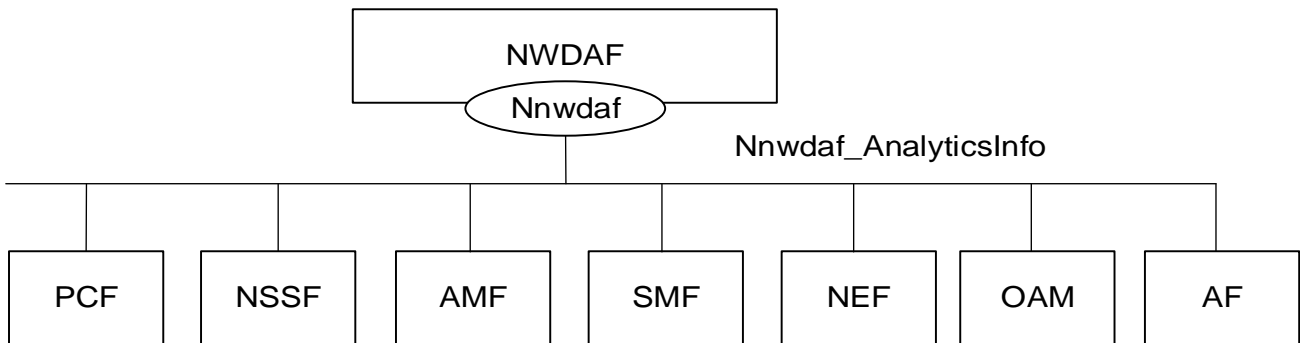 NWDAF
Nnwdaf
Nnwdaf_AnalyticsInfo
PCF NSSF AMF SMF NEF OAM AF